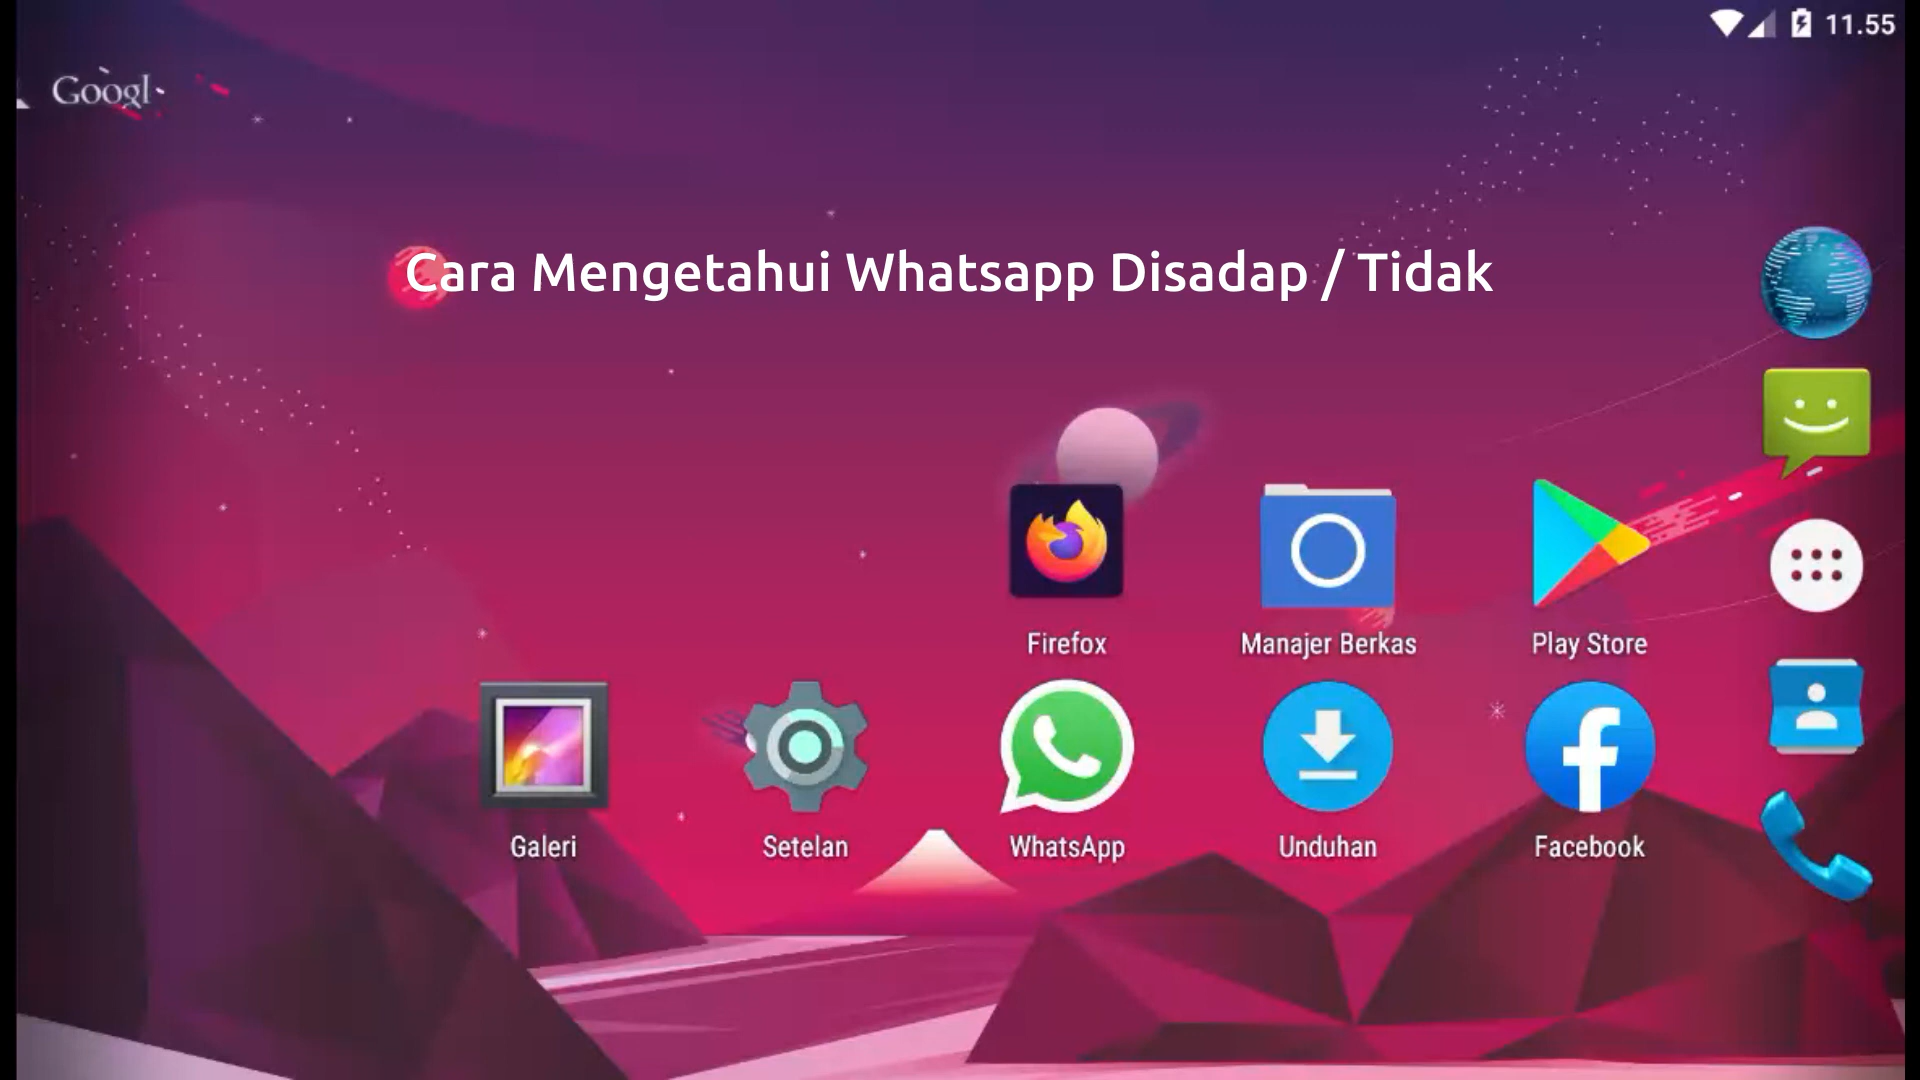 11.55
Googl
Cara Mengetahui Whatsapp Disadap / Tidak
Firefox
Manajer Berkas
Play Store
Galeri
Setelan
WhatsApp
Unduhan
Facebook